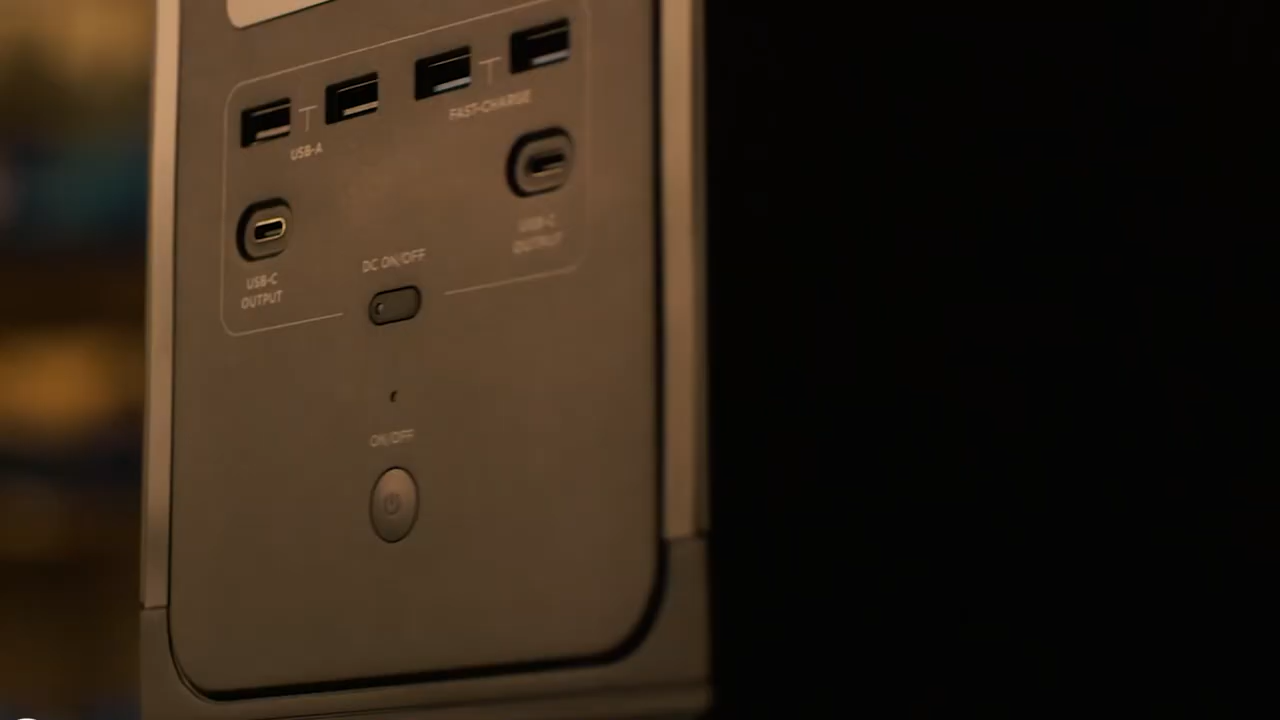 FAST-CHARGE
USB-A
USB-C
OUTPUT
DC ON/OFF
USB-C
OUTPUT
ON/OFF